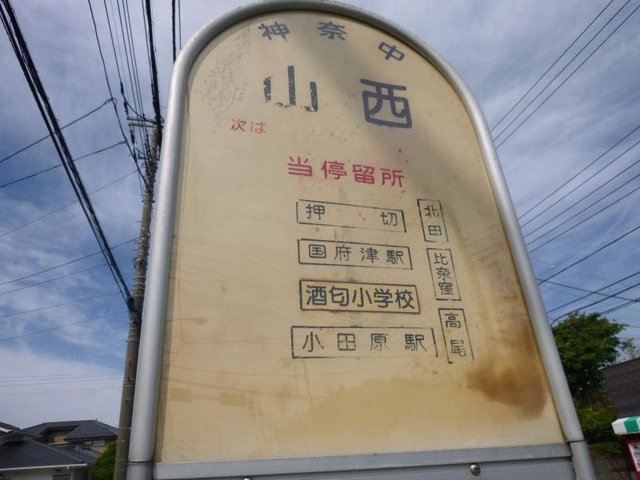 神奈中
山西
次は
当停留所
押切
国府津駅
酒匂小学校
小田原駅
北田
比奈窪
高尾